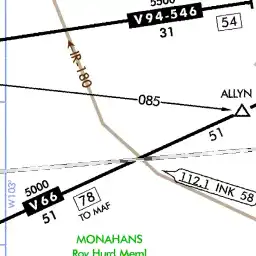 5500
V94-546
31
54
IR-180
085
ALLYN
51
112.1 INK 58
5000
V66
51
78
TO MAF
W103°
MONAHANS
Roy Hurd Meml